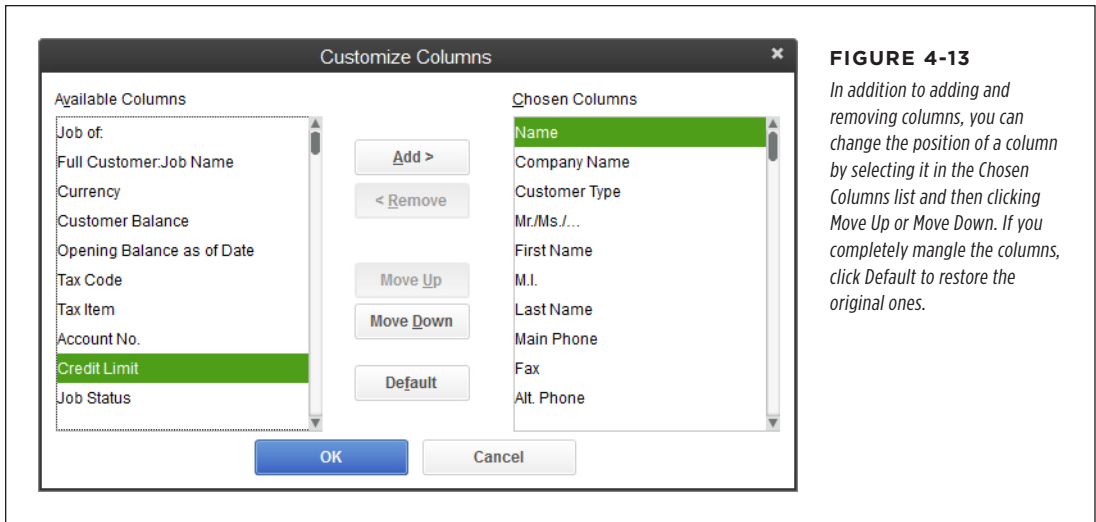 Customize Columns
×
Available Columns
Job of:
Full Customer:Job Name
Currency
Customer Balance
Opening Balance as of Date
Tax Code
Tax Item
Account No.
Credit Limit
Job Status
Add >
< Remove
Move Up
Move Down
Default
Chosen Columns
Name
Company Name
Customer Type
Mr./Ms./...
First Name
M.I.
Last Name
Main Phone
Fax
Alt. Phone
OK
Cancel
FIGURE 4-13
In addition to adding and
removing columns, you can
change the position of a column
by selecting it in the Chosen
Columns list and then clicking
Move Up or Move Down. If you
completely mangle the columns,
click Default to restore the
original ones.